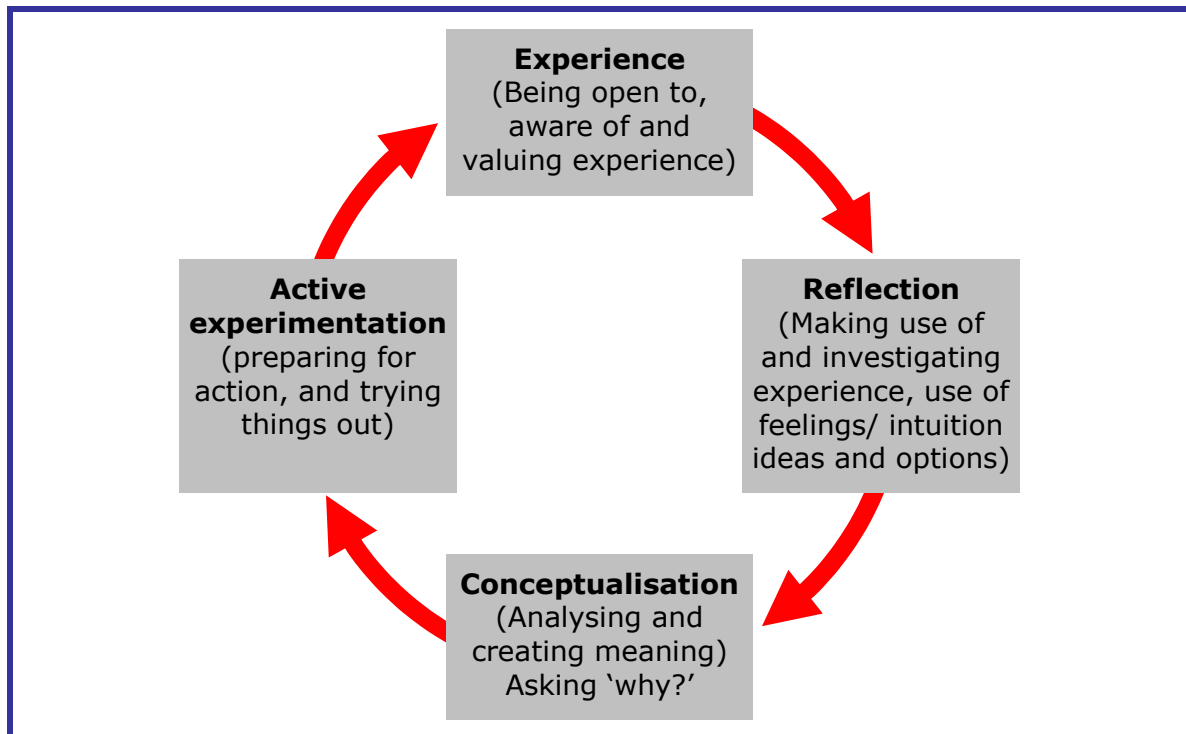 Experience
(Being open to,
aware of and
valuing experience)
Reflection
(Making use of
and investigating
experience, use of
feelings/ intuition
ideas and options)
Conceptualisation
(Analysing and
creating meaning)
Asking ‘why?’
Active
experimentation
(preparing for
action, and trying
things out)